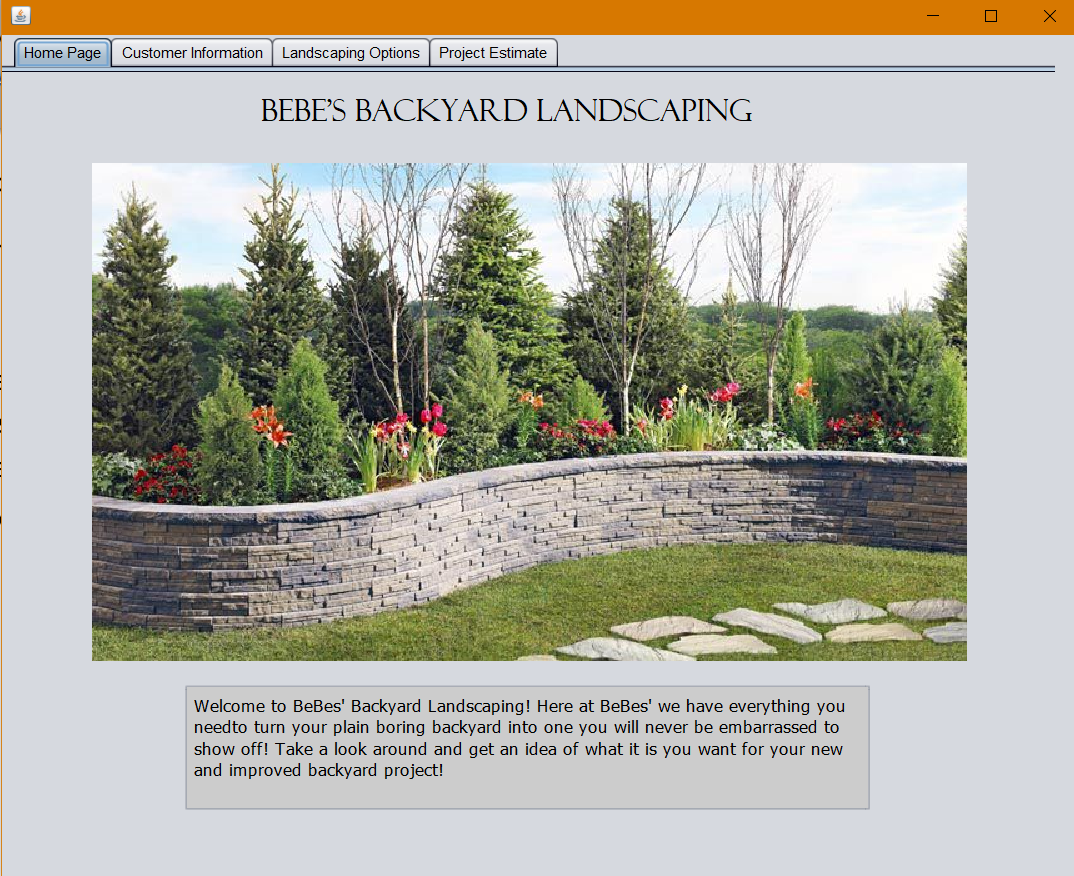 Home Page Customer Information Landscaping Options Project Estimate
BEBE'S BACKYARD LANDSCAPING
Welcome to BeBes' Backyard Landscaping! Here at BeBes' we have everything you
needto turn your plain boring backyard into one you will never be embarrassed to
show off! Take a look around and get an idea of what it is you want for your new
and improved backyard project!